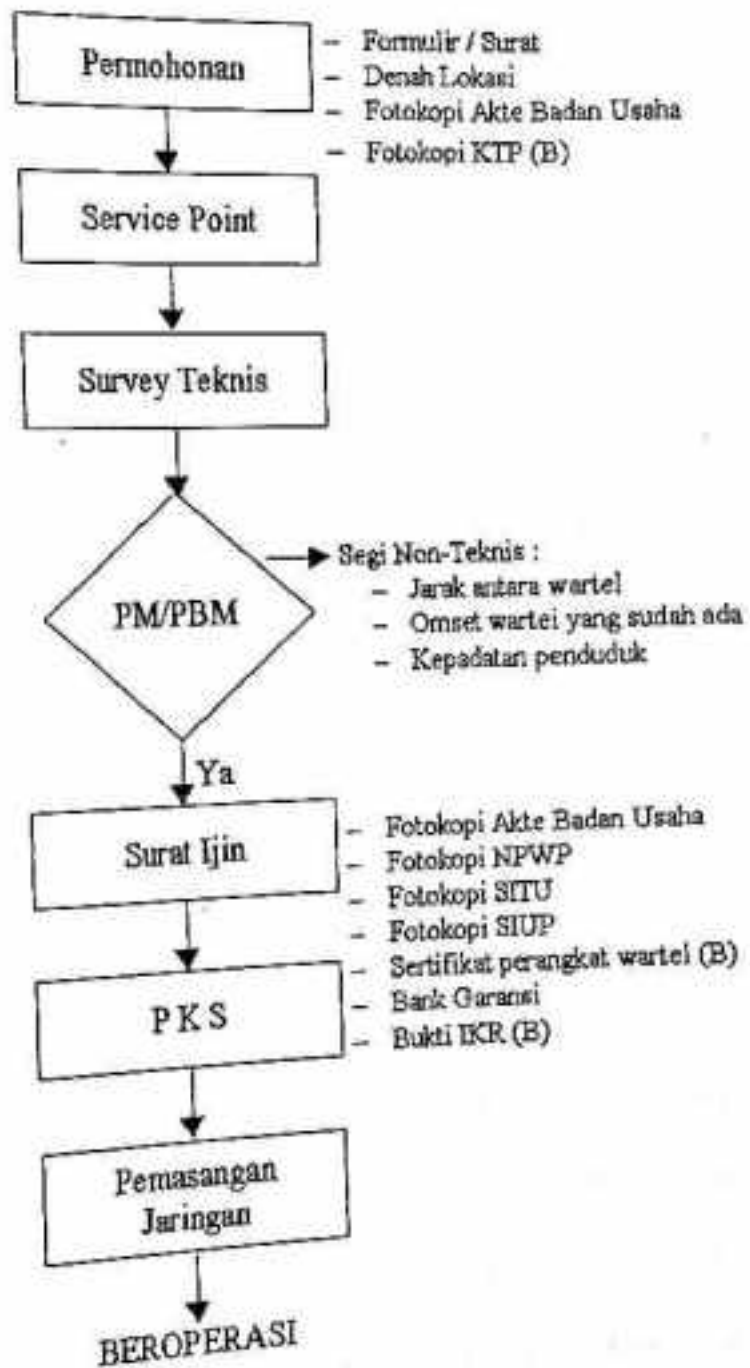 Permohonan
– Formulir / Surat
– Denah Lokasi
– Fotokopi Akte Badan Usaha
– Fotokopi KTP (B)
Service Point
Survey Teknis
PM/PBM
Segi Non-Teknis :
– Jarak antara wartel
– Omset wartel yang sudah ada
– Kepadatan penduduk
Ya
Surat Ijin
– Fotokopi Akte Badan Usaha
– Fotokopi NPWP
– Fotokopi SITU
– Fotokopi SIUP
– Sertifikat perangkat wartel (B)
– Bank Garansi
– Bukti IKR (B)
P K S
Pemasangan
Jaringan
BEROPERASI